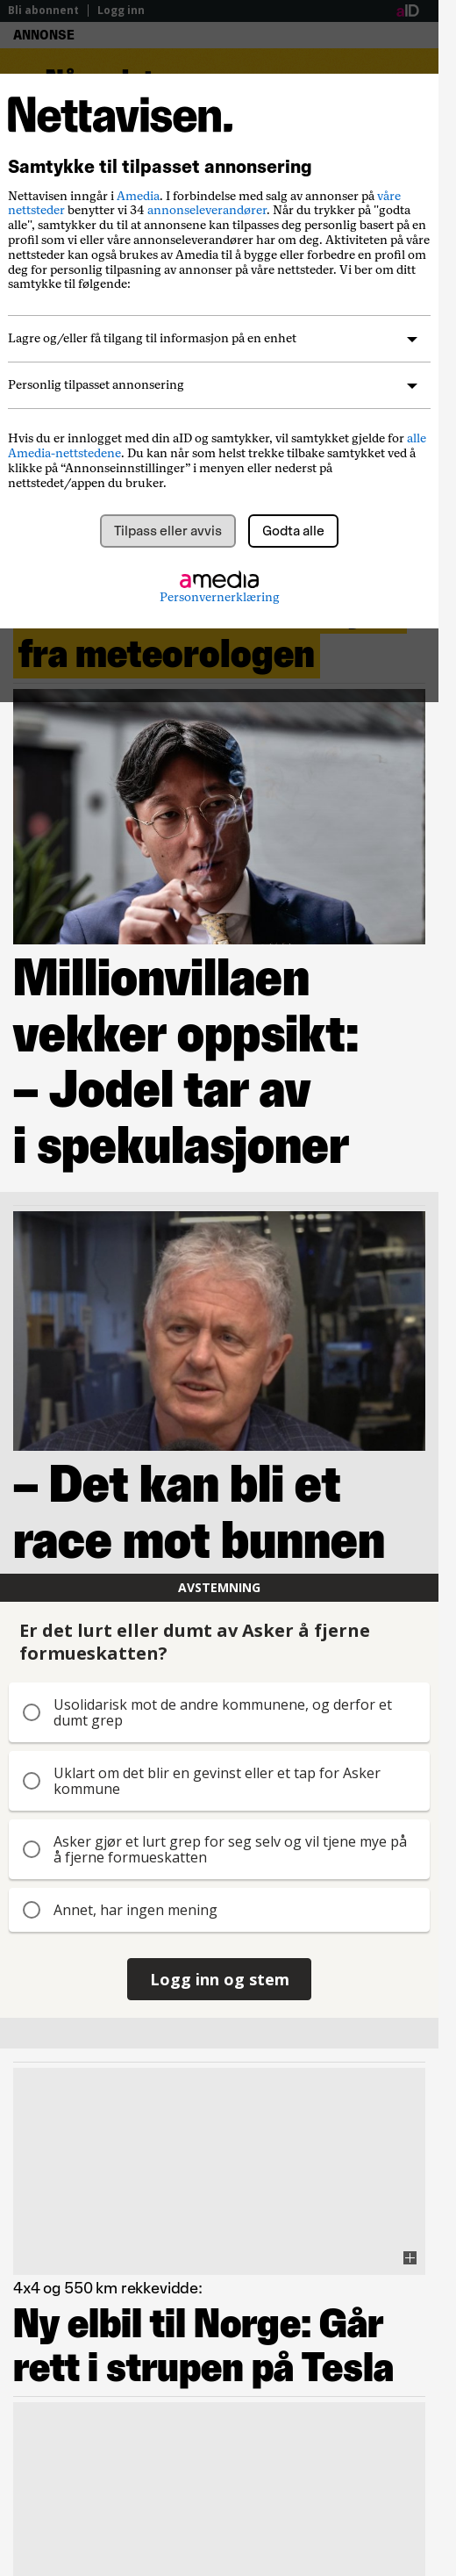 Bli abonnent
Logg inn
aID
ANNONSE
Nettavisen.
Samtykke til tilpasset annonsering
Nettavisen inngår i Amedia. I forbindelse med salg av annonser på våre
nettsteder benytter vi 34 annonseleverandører. Når du trykker på "godta
alle", samtykker du til at annonsene kan tilpasses deg personlig basert på en
profil som vi eller våre annonseleverandører har om deg. Aktiviteten på våre
nettsteder kan også brukes av Amedia til å bygge eller forbedre en profil om
deg for personlig tilpasning av annonser på våre nettsteder. Vi ber om ditt
samtykke til følgende:
Lagre og/eller få tilgang til informasjon på en enhet
Personlig tilpasset annonsering
Hvis du er innlogget med din aID og samtykker, vil samtykket gjelde for alle
Amedia-nettstedene. Du kan når som helst trekke tilbake samtykket ved å
klikke på “Annonseinnstillinger” i menyen eller nederst på
nettstedet/appen du bruker.
Tilpass eller avvis
Godta alle
amedia
Personvernerklæring
fra meteorologen
Millionvillaen
vekker oppsikt:
– Jodel tar av
i spekulasjoner
– Det kan bli et
race mot bunnen
AVSTEMNING
Er det lurt eller dumt av Asker å fjerne
formueskatten?
Usolidarisk mot de andre kommunene, og derfor et
dumt grep
Uklart om det blir en gevinst eller et tap for Asker
kommune
Asker gjør et lurt grep for seg selv og vil tjene mye på
å fjerne formueskatten
Annet, har ingen mening
Logg inn og stem
4x4 og 550 km rekkevidde:
Ny elbil til Norge: Går
rett i strupen på Tesla